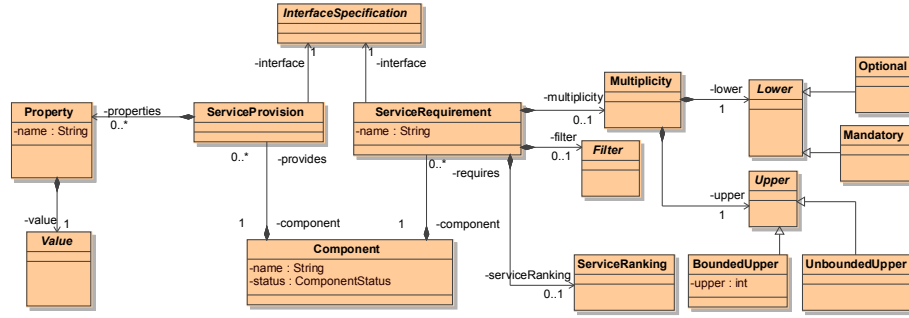 InterfaceSpecification
1
1
-interface
-interface
Property
-name : String
-properties
0..*
ServiceProvision
ServiceRequirement
-name : String
-multiplicity
0..1
Multiplicity
-lower
1
Lower
Optional
Mandatory
-filter
0..1
Filter
0..*
-provides
0..*
-requires
-upper
1
Upper
-value
1
Value
1
-component
1
-component
Component
-name : String
-status : ComponentStatus
-serviceRanking
0..1
ServiceRanking
BoundedUpper
-upper : int
UnboundedUpper